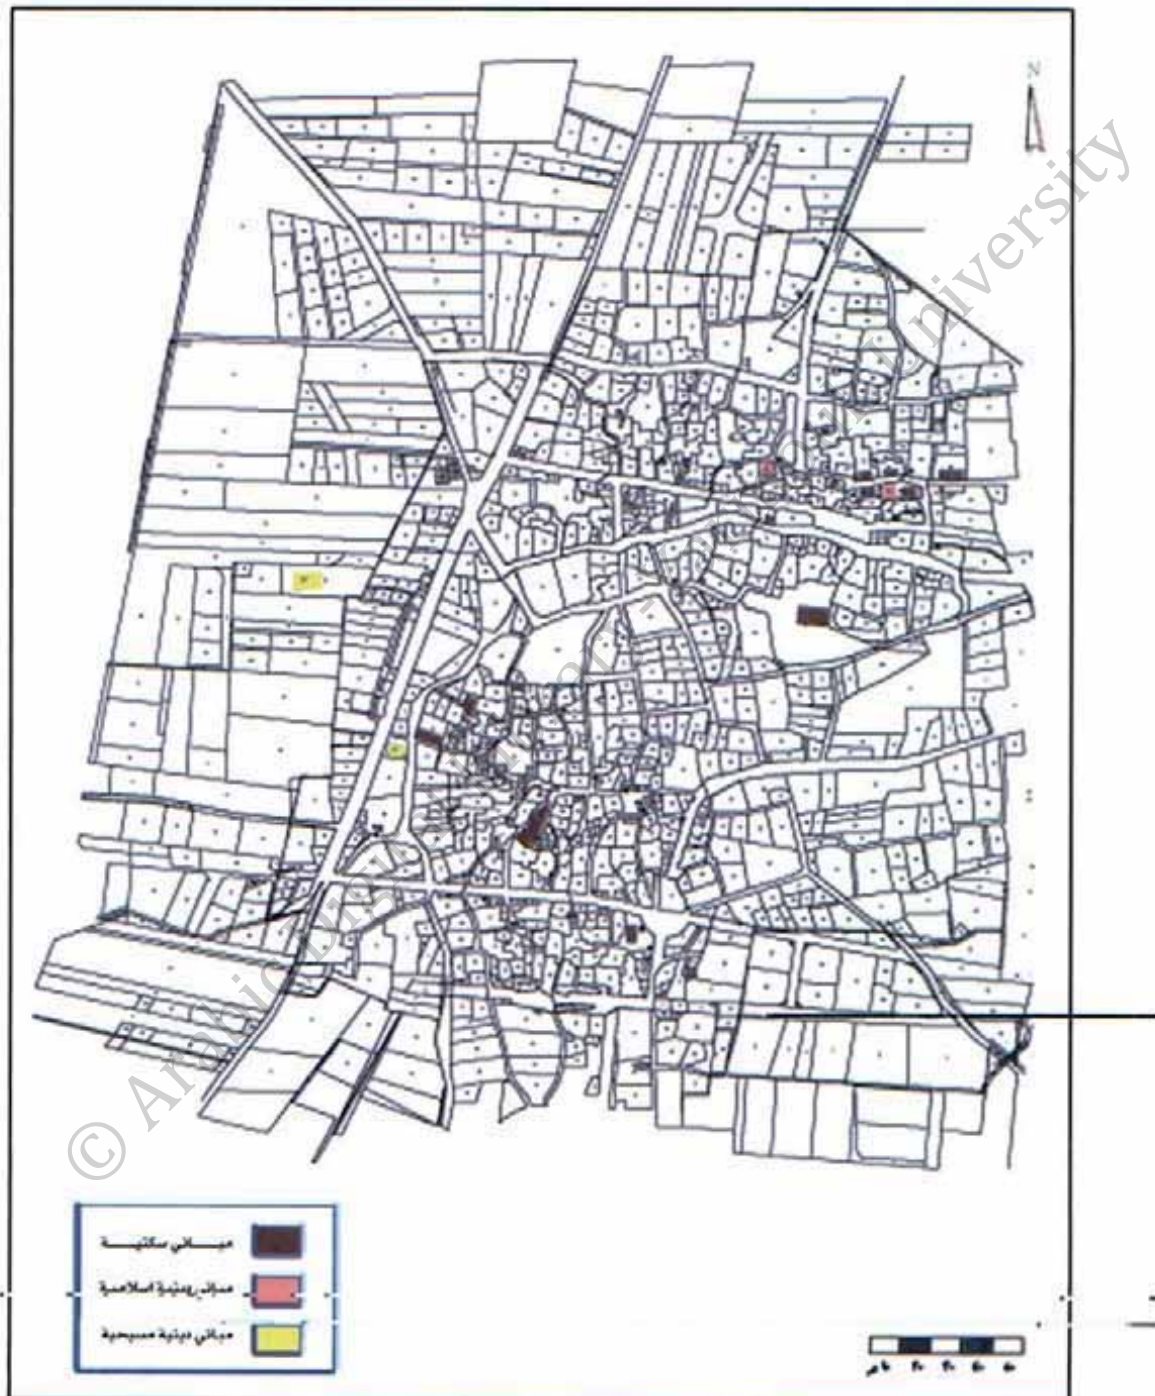 N
© Arabic Digital Library - Yarmouk University
مباني سكنية
مباني دينية اسلامية
مباني دينية مسيحية